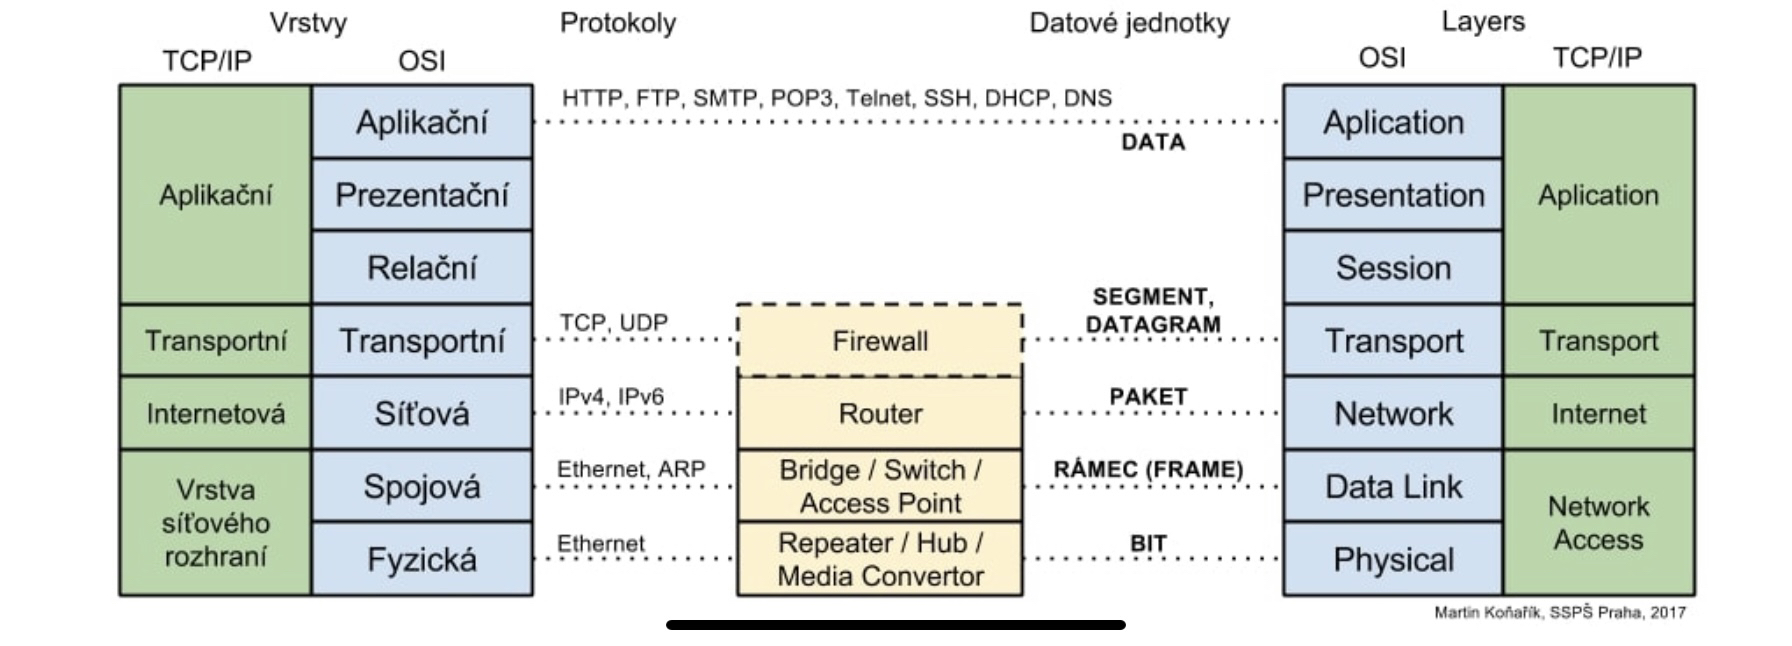 Vrstvy
Protokoly
Datové jednotky
Layers
TCP/IP
OSI
OSI
TCP/IP
HTTP, FTP, SMTP, POP3, Telnet, SSH, DHCP, DNS
Aplikační
Aplication
DATA
Aplikační
Prezentační
Presentation
Aplication
Relační
Session
SEGMENT,
DATAGRAM
TCP, UDP
Transportní
Transportní
Firewall
Transport
Transport
IPv4, IPv6
PAKET
Internetová
Síťová
Router
Network
Internet
Ethernet, ARP
RÁMEC (FRAME)
Vrstva
síťového
rozhraní
Spojová
Bridge / Switch /
Access Point
Data Link
Network
Access
Ethernet
BIT
Fyzická
Repeater / Hub /
Media Convertor
Physical
Martin Koňařík, SSPŠ Praha, 2017